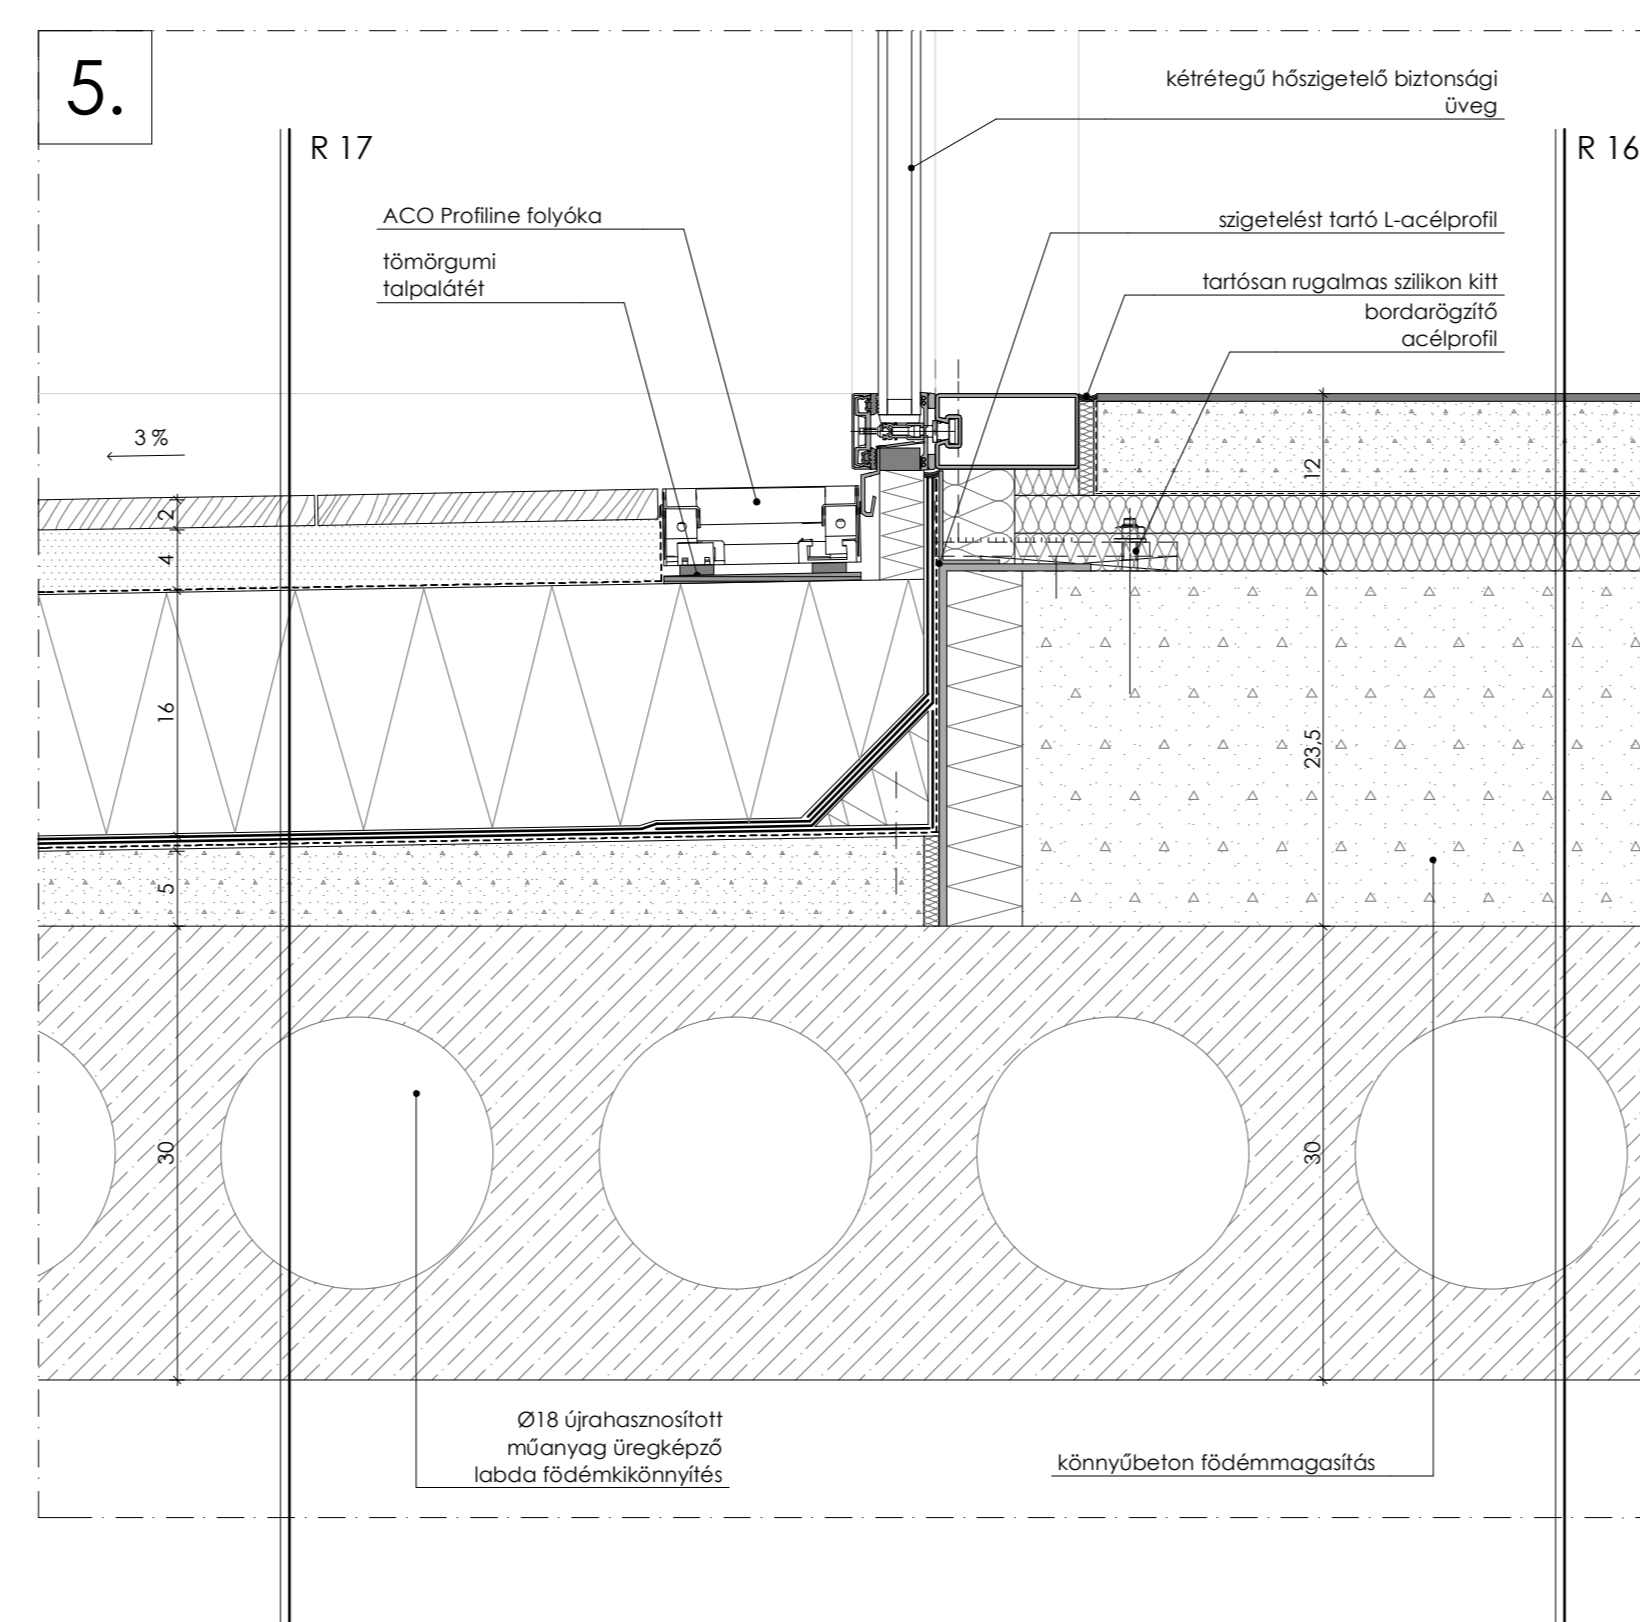 5.
R 17
R 16
kétrétegű hőszigetelő biztonsági
üveg
ACO Profiline folyóka
tömörgumi
talpalátét
szigetelést tartó L-acélprofil
tartósan rugalmas szilikon kitt
bordarögzítő
acélprofil
3 %
2
4
16
5
30
12
23,5
30
Ø18 újrahasznosított
műanyag üregképző
labda födémkikönnyítés
könnyűbeton födémmagasítás